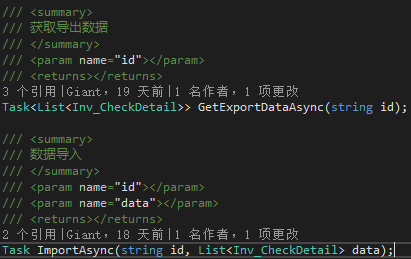 /// <summary>
/// 获取导出数据
/// </summary>
/// <param name="id"></param>
/// <returns></returns>
3 个引用|Giant，19 天前|1 名作者，1 项更改
Task<List<Inv_CheckDetail>> GetExportDataAsync(string id);
/// <summary>
/// 数据导入
/// </summary>
/// <param name="id"></param>
/// <param name="data"></param>
/// <returns></returns>
2 个引用|Giant，18 天前|1 名作者，1 项更改
Task ImportAsync(string id, List<Inv_CheckDetail> data);